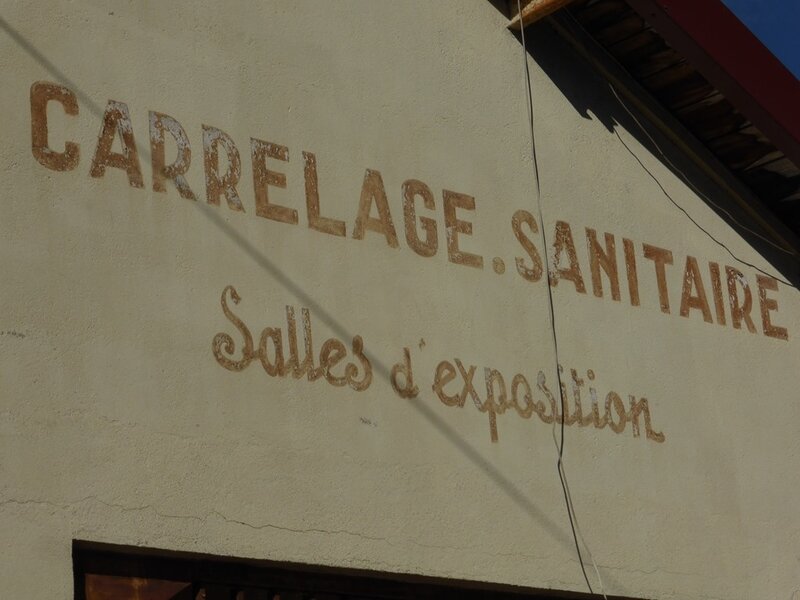 CARRELAGE.SANITAIRE
Salles d'exposition